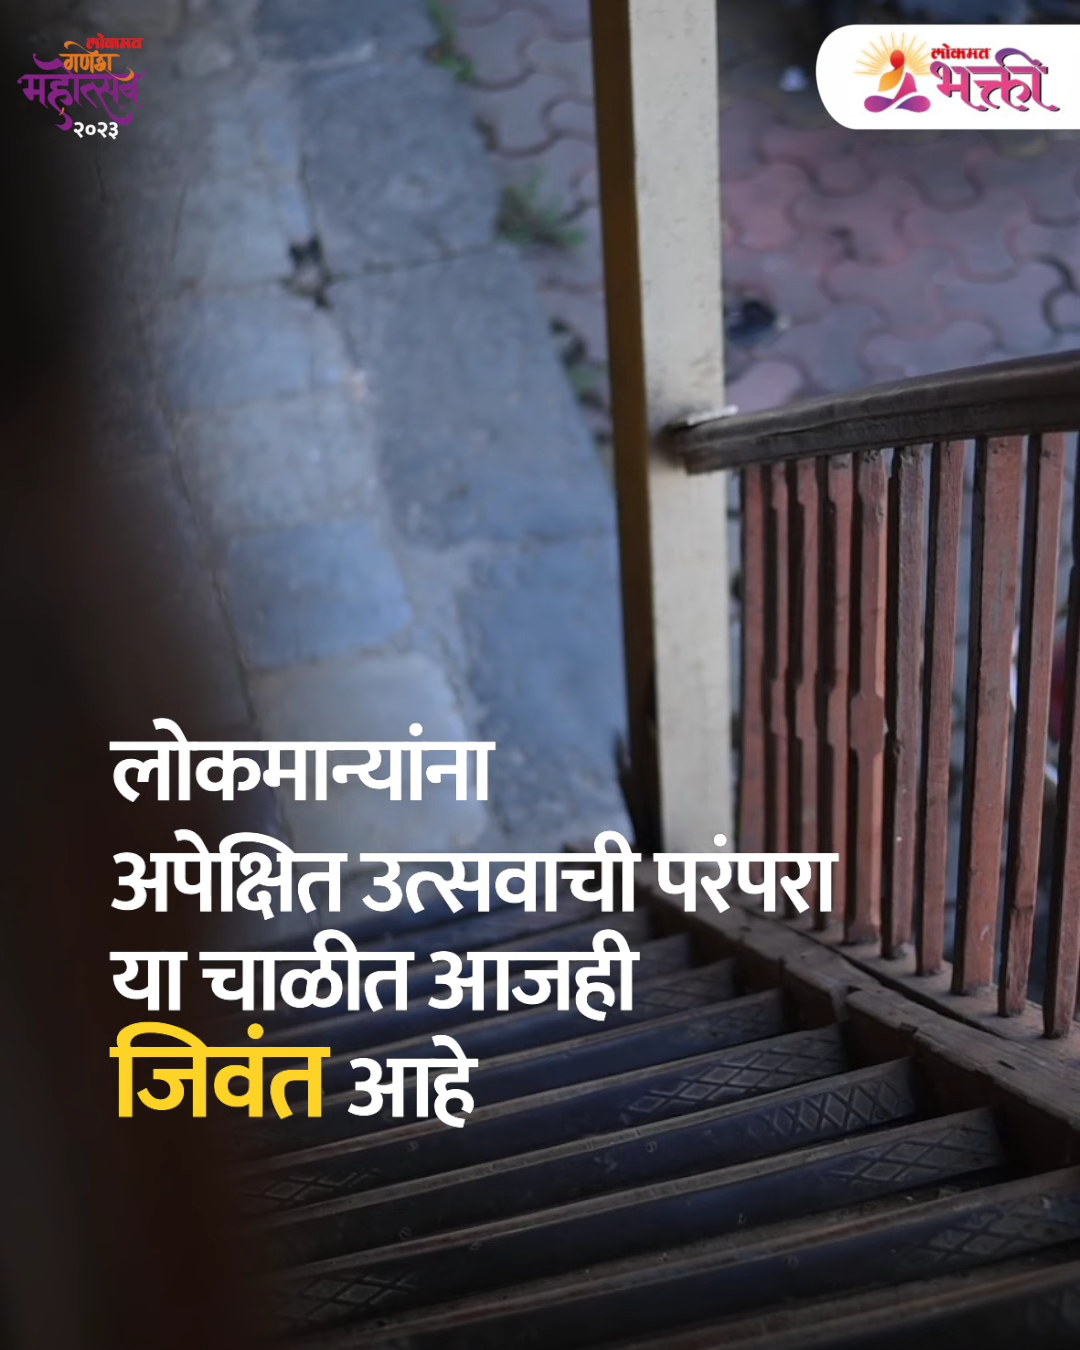 लोकमत
गणेश
महोत्सव
२०२३
लोकमत
भक्ती
लोकमान्यांना
अपेक्षित उत्सवाची परंपरा
या चाळीत आजही
जिवंत आहे